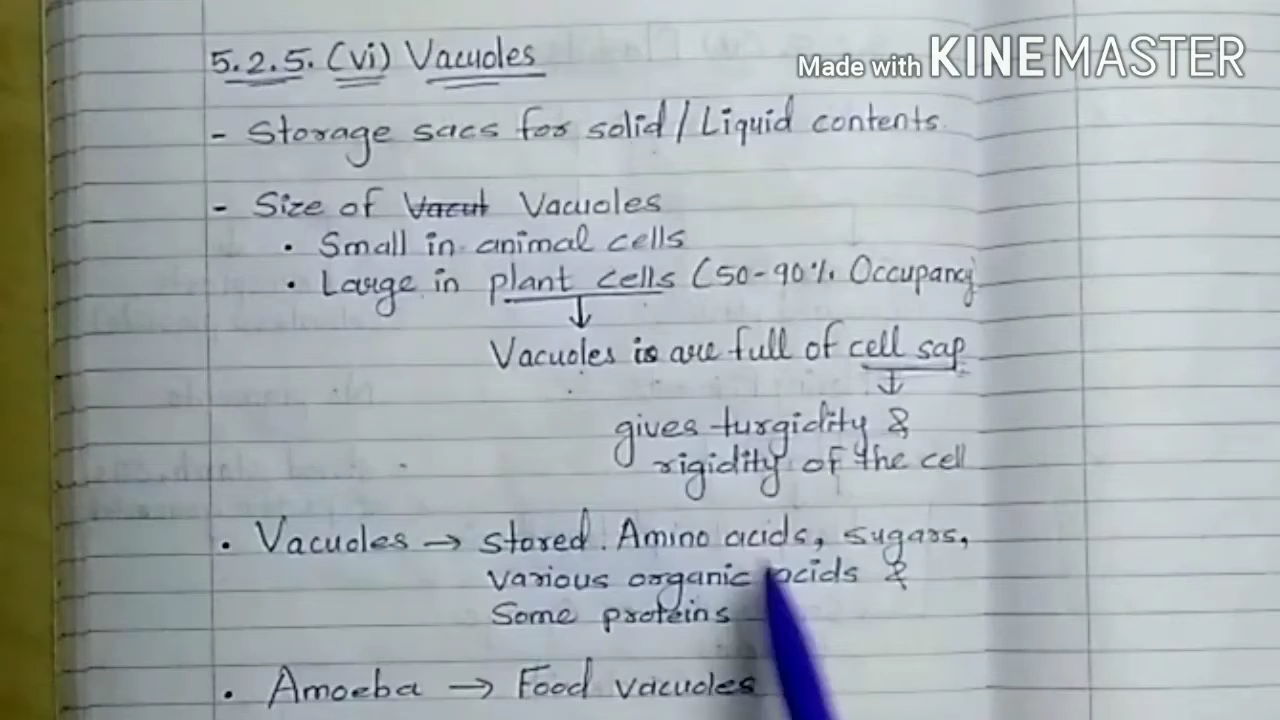 5.2.5. (vi) Vacuoles
Made with KINEMASTER
- Storage sacs for solid / Liquid contents.
- Size of Vacut Vacuoles
• Small in animal cells
• Large in plant cells (50-90% Occupancy
↓
Vacuoles is are full of cell sap
↓
gives turgidity &
rigidity of the cell
• Vacuoles → stored Amino acids, sugars,
various organic acids &
Some proteins
• Amoeba → Food vacuoles